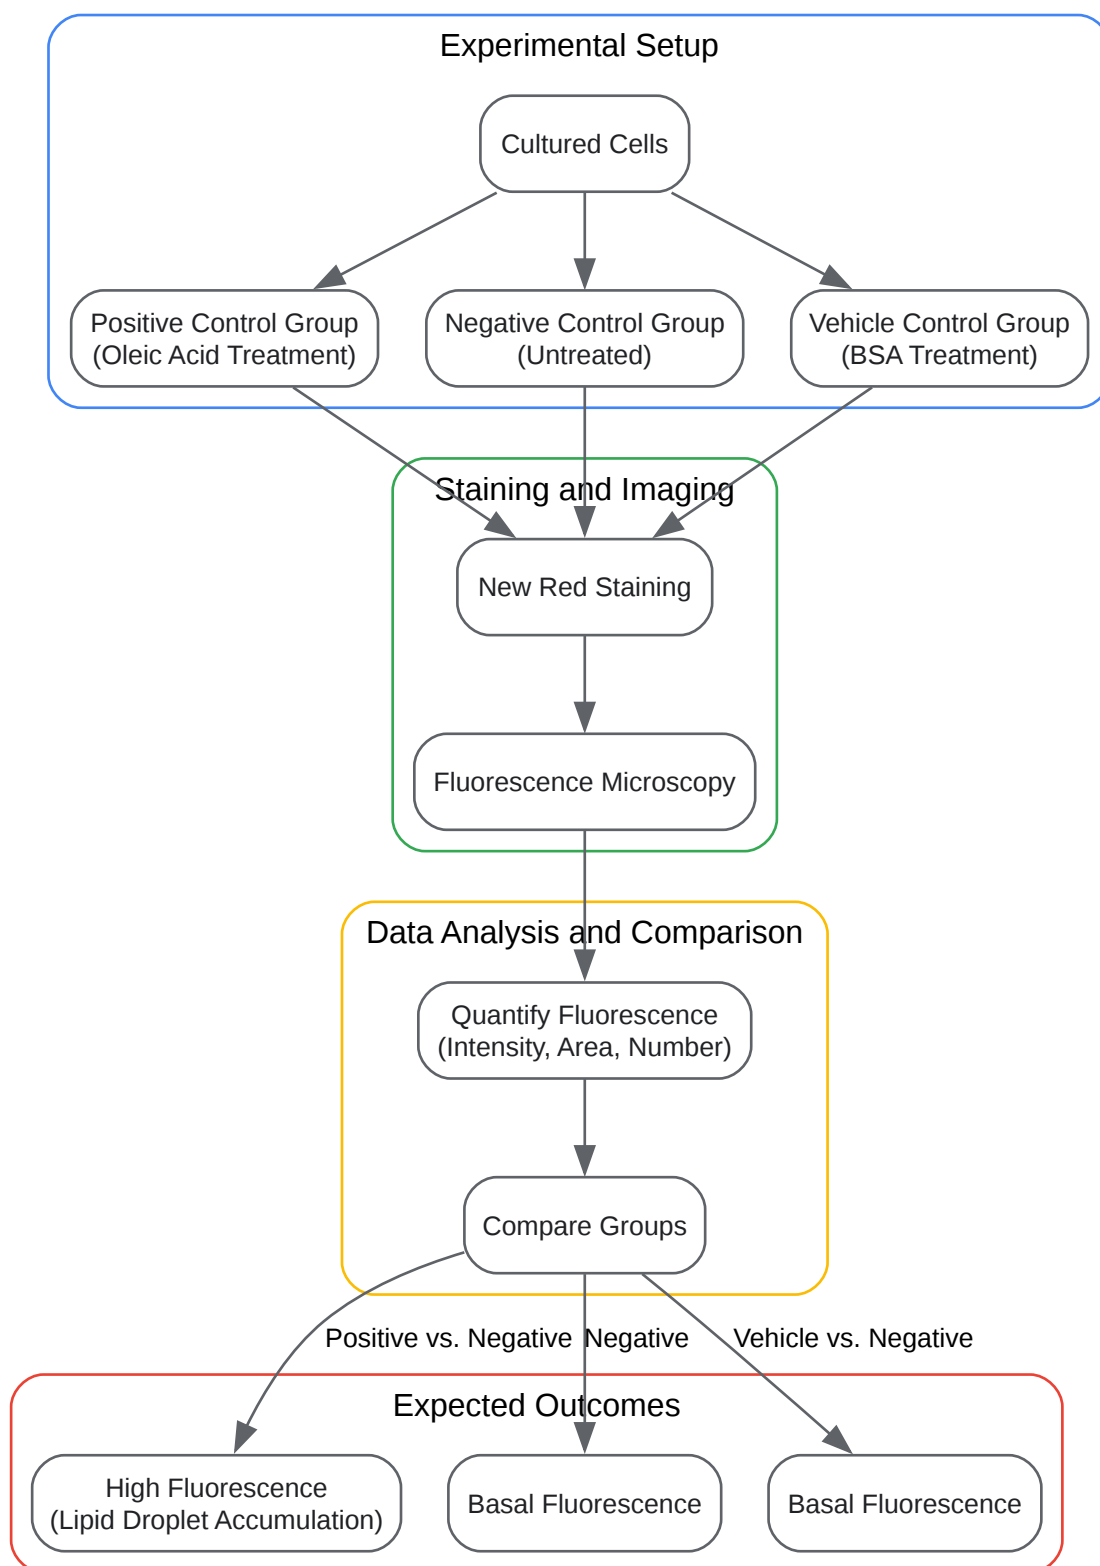 Experimental Setup
Cultured Cells
Positive Control Group
(Oleic Acid Treatment)
Negative Control Group
(Untreated)
Vehicle Control Group
(BSA Treatment)
Staining and Imaging
New Red Staining
Fluorescence Microscopy
Data Analysis and Comparison
Quantify Fluorescence
(Intensity, Area, Number)
Compare Groups
Positive vs. Negative
Negative
Vehicle vs. Negative
Expected Outcomes
High Fluorescence
(Lipid Droplet Accumulation)
Basal Fluorescence
Basal Fluorescence